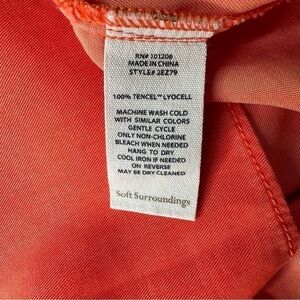 RN# 101206
MADE IN CHINA
STYLE# 2EZ79
100% TENCEL™ LYOCELL
MACHINE WASH COLD
WITH SIMILAR COLORS
GENTLE CYCLE
ONLY NON-CHLORINE
BLEACH WHEN NEEDED
HANG TO DRY
COOL IRON IF NEEDED
ON REVERSE
MAY BE DRY CLEANED
Soft Surroundings